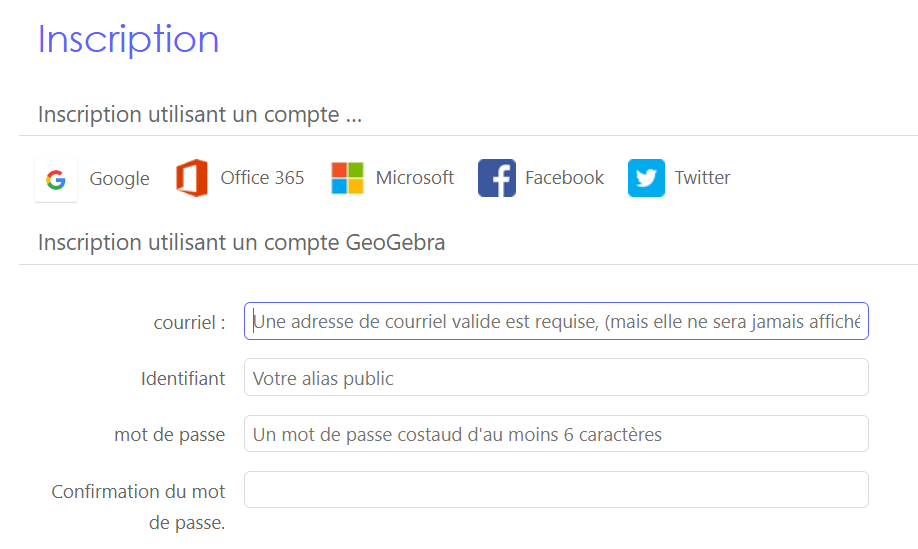 Inscription
Inscription utilisant un compte ...
Google Office 365 Microsoft Facebook Twitter
Inscription utilisant un compte GeoGebra
courriel : Une adresse de courriel valide est requise, (mais elle ne sera jamais affiché
Identifiant Votre alias public
mot de passe Un mot de passe costaud d'au moins 6 caractères
Confirmation du mot
de passe.